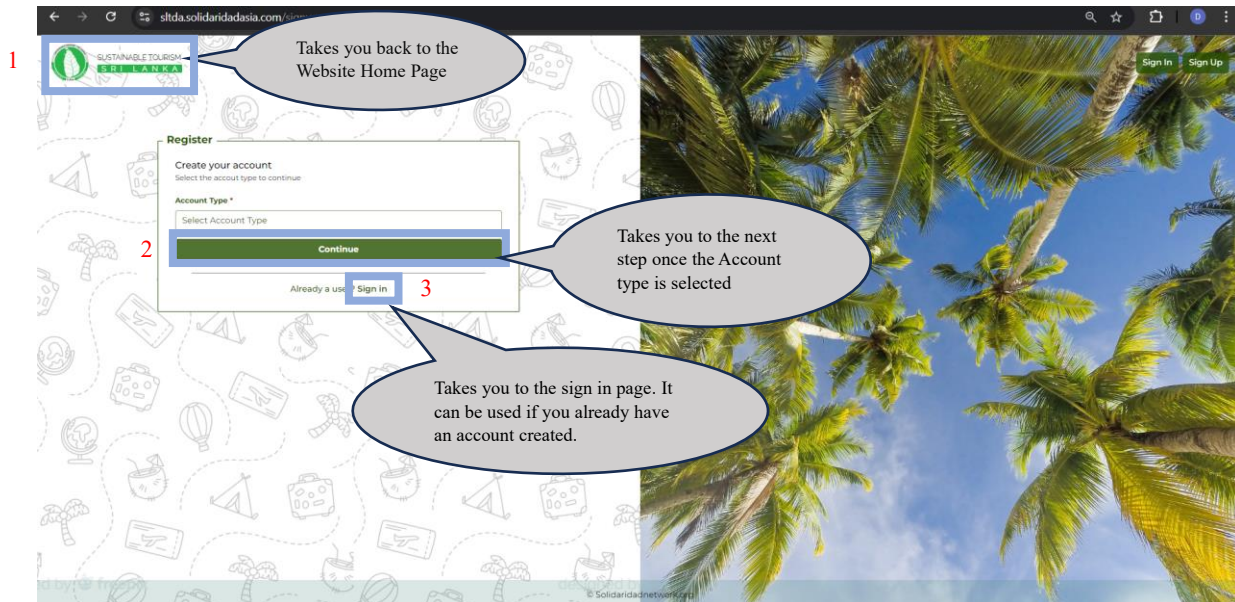 sltda.solidaridadasia.com/
1
SUSTAINABLE TOURISM
SRI LANKA
Takes you back to the
Website Home Page
Sign In Sign Up
Register
Create your account
Select the accout type to continue
Account Type *
Select Account Type
2
Continue
Takes you to the next
step once the Account
type is selected
Already a use Sign in
3
Takes you to the sign in page. It
can be used if you already have
an account created.
© Solidaridadnetwork.org